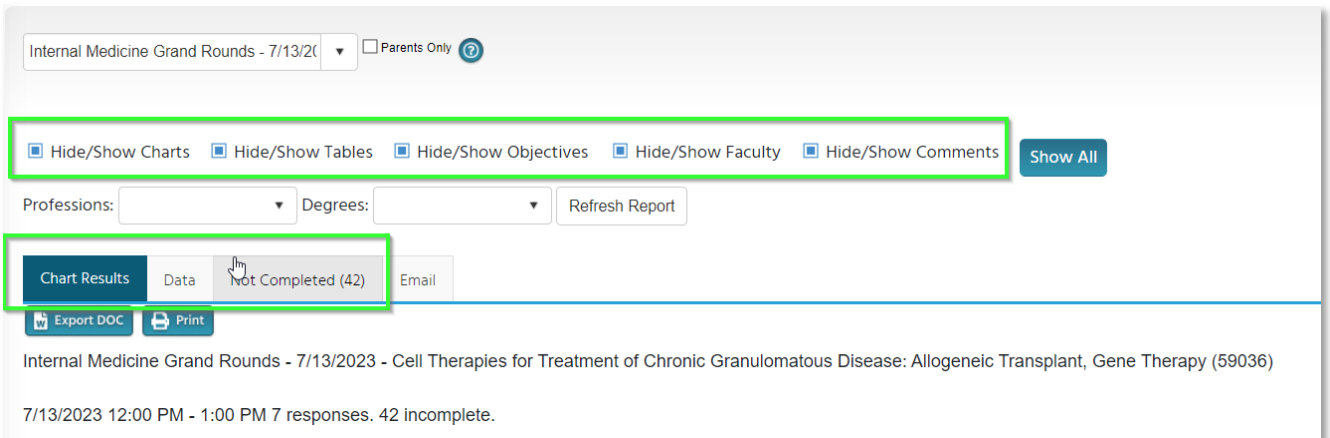 Internal Medicine Grand Rounds - 7/13/2( Parents Only ?
Hide/Show Charts Hide/Show Tables Hide/Show Objectives Hide/Show Faculty Hide/Show Comments Show All
Professions: Degrees: Refresh Report
Chart Results Data Not Completed (42) Email
W Export DOC Print
Internal Medicine Grand Rounds - 7/13/2023 - Cell Therapies for Treatment of Chronic Granulomatous Disease: Allogeneic Transplant, Gene Therapy (59036)
7/13/2023 12:00 PM - 1:00 PM 7 responses. 42 incomplete.